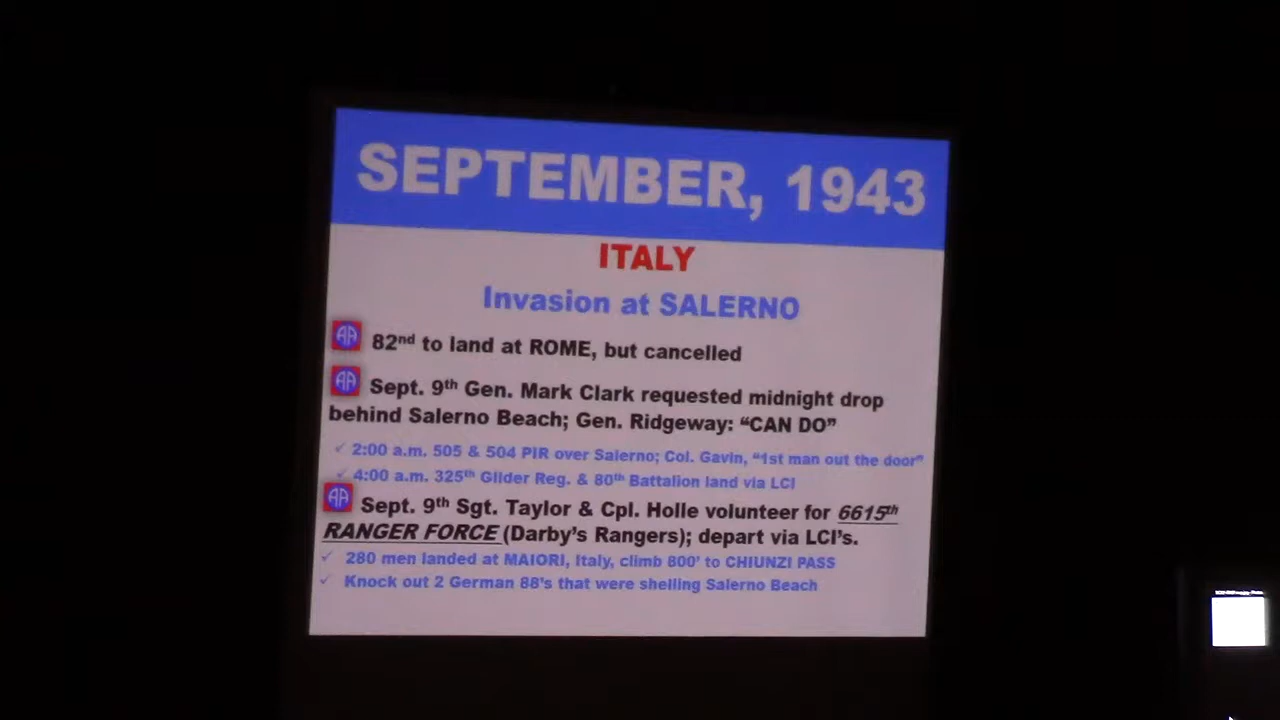 SEPTEMBER, 1943
ITALY
Invasion at SALERNO
AA 82nd to land at ROME, but cancelled
AA Sept. 9th Gen. Mark Clark requested midnight drop
behind Salerno Beach; Gen. Ridgeway: “CAN DO”
✓ 2:00 a.m. 505 & 504 PIR over Salerno; Col. Gavin, “1st man out the door”
✓ 4:00 a.m. 325th Glider Reg. & 80th Battalion land via LCI
AA Sept. 9th Sgt. Taylor & Cpl. Holle volunteer for 6615th
RANGER FORCE (Darby’s Rangers); depart via LCI’s.
✓ 280 men landed at MAIORI, Italy, climb 800’ to CHIUNZI PASS
✓ Knock out 2 German 88’s that were shelling Salerno Beach